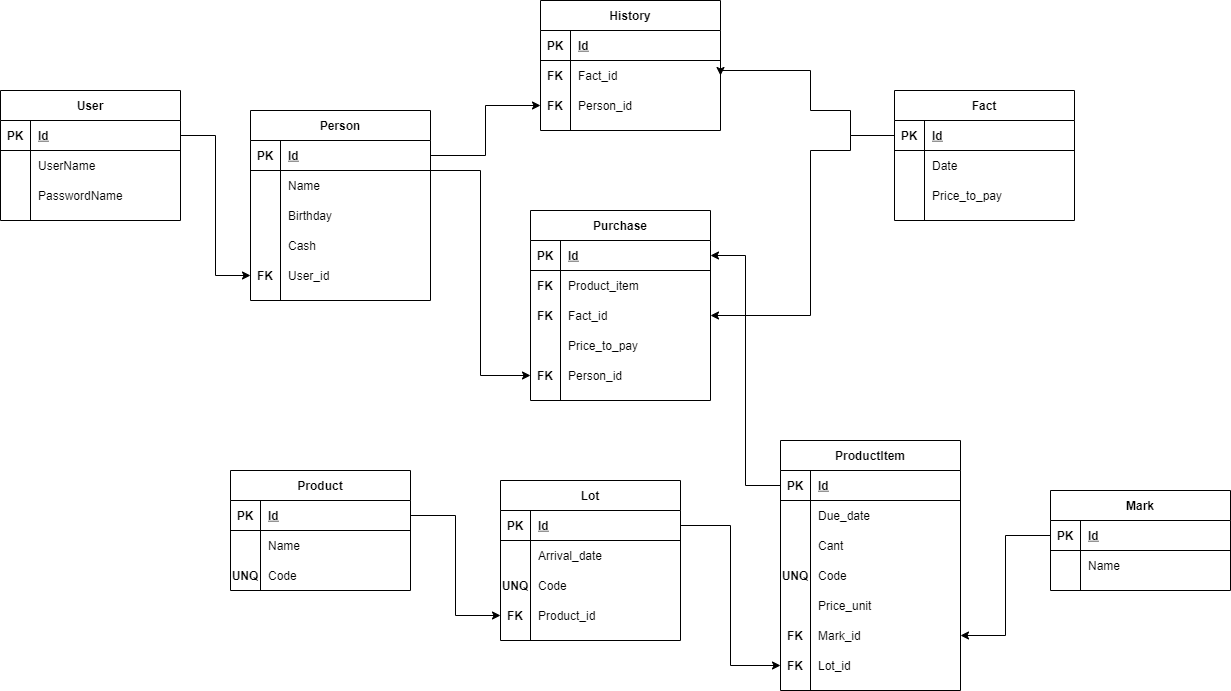 History
PK Id
FK Fact_id
FK Person_id
User
PK Id
UserName
PasswordName
Person
PK Id
Name
Birthday
Cash
FK User_id
Fact
PK Id
Date
Price_to_pay
Purchase
PK Id
FK Product_item
FK Fact_id
Price_to_pay
FK Person_id
Product
PK Id
Name
UNQ Code
Lot
PK Id
Arrival_date
UNQ Code
FK Product_id
ProductItem
PK Id
Due_date
Cant
UNQ Code
Price_unit
FK Mark_id
FK Lot_id
Mark
PK Id
Name